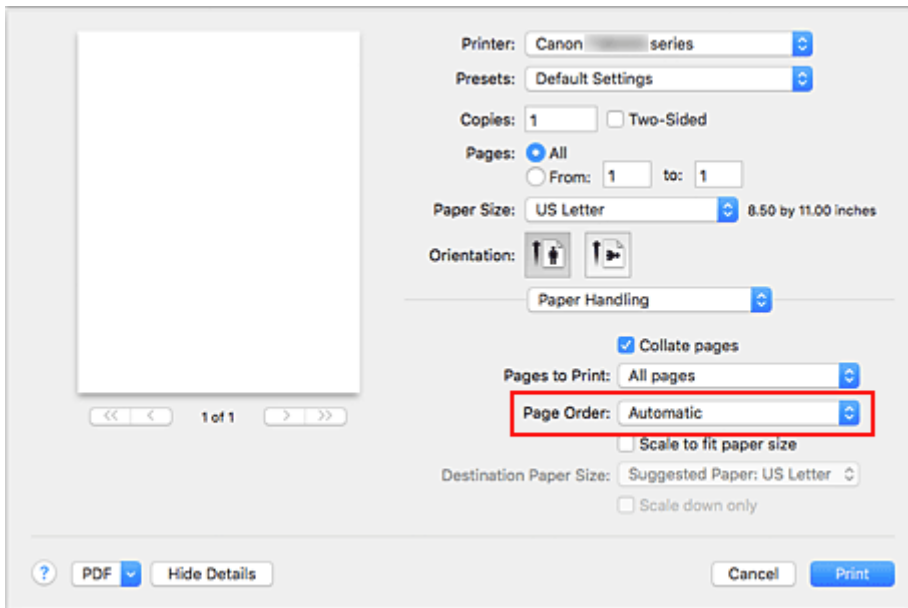 Printer: Canon series
Presets: Default Settings
Copies: 1 Two-Sided
Pages: All
From: 1 to: 1
Paper Size: US Letter 8.50 by 11.00 inches
Orientation:
Paper Handling
Collate pages
Pages to Print: All pages
<< < 1 of 1 > >>
Page Order: Automatic
Scale to fit paper size
Destination Paper Size: Suggested Paper: US Letter
Scale down only
? PDF Hide Details Cancel Print